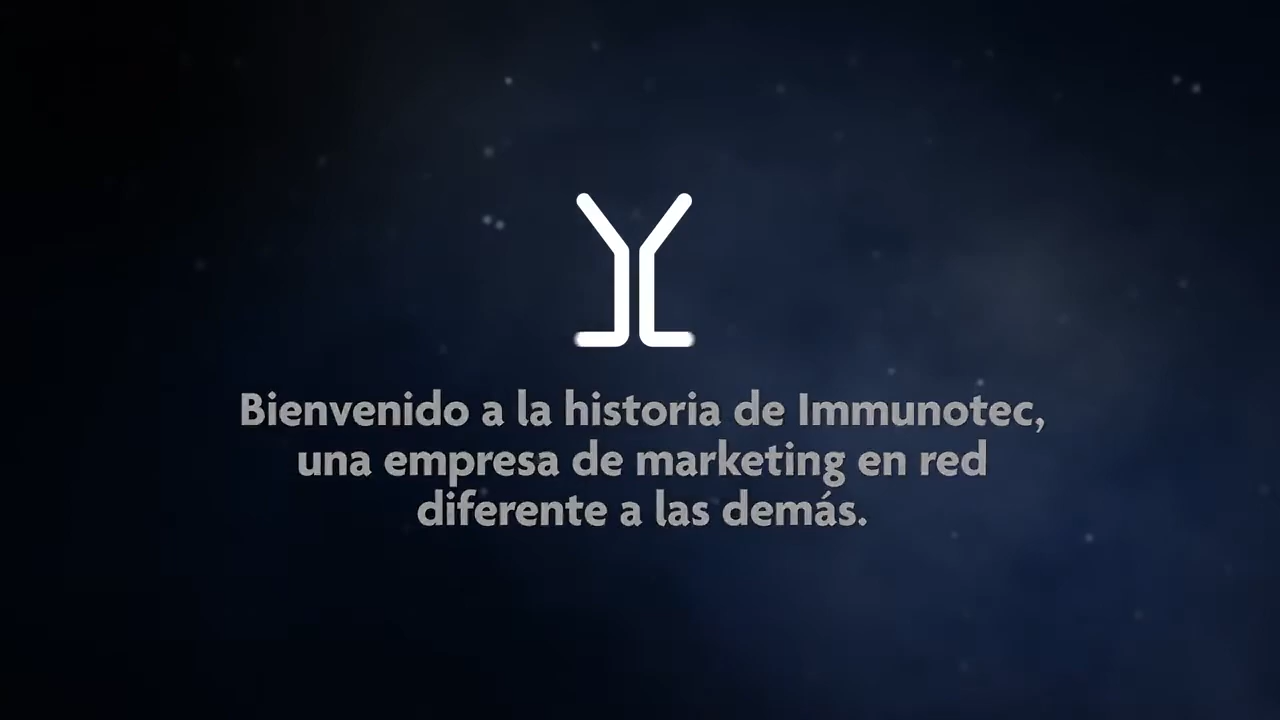 Bienvenido a la historia de Immunotec,
una empresa de marketing en red
diferente a las demás.